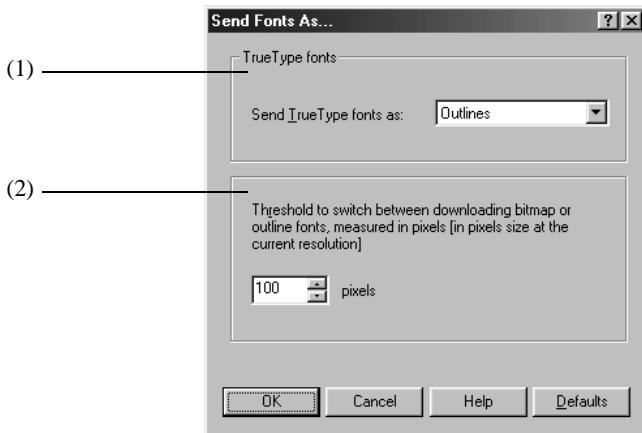 Send Fonts As...
(1)
TrueType fonts
Send TrueType fonts as:
Outlines
(2)
Threshold to switch between downloading bitmap or
outline fonts, measured in pixels [in pixels size at the
current resolution]
100
pixels
OK
Cancel
Help
Defaults